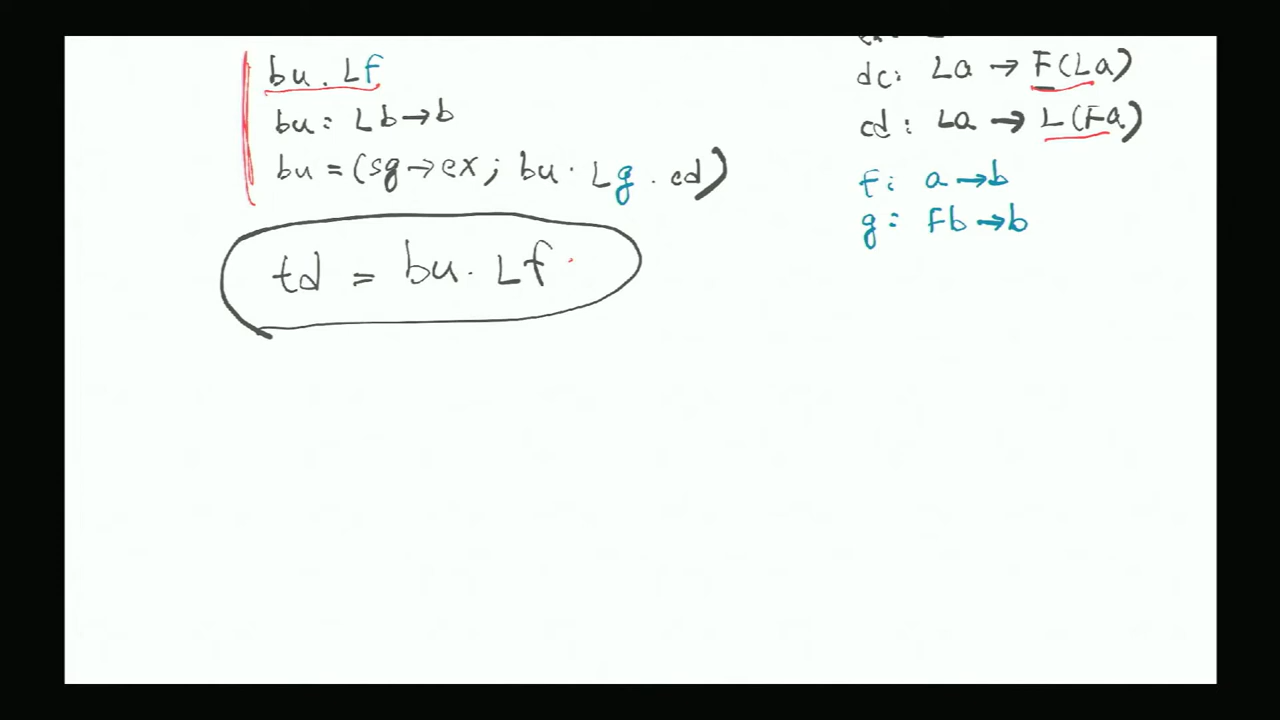 bu . Lf
bu : Lb → b
bu = (sg → ex ; bu . Lg . cd)
td = bu . Lf
dc : La → F(La)
cd : La → L(Fa)
f : a → b
g : Fb → b